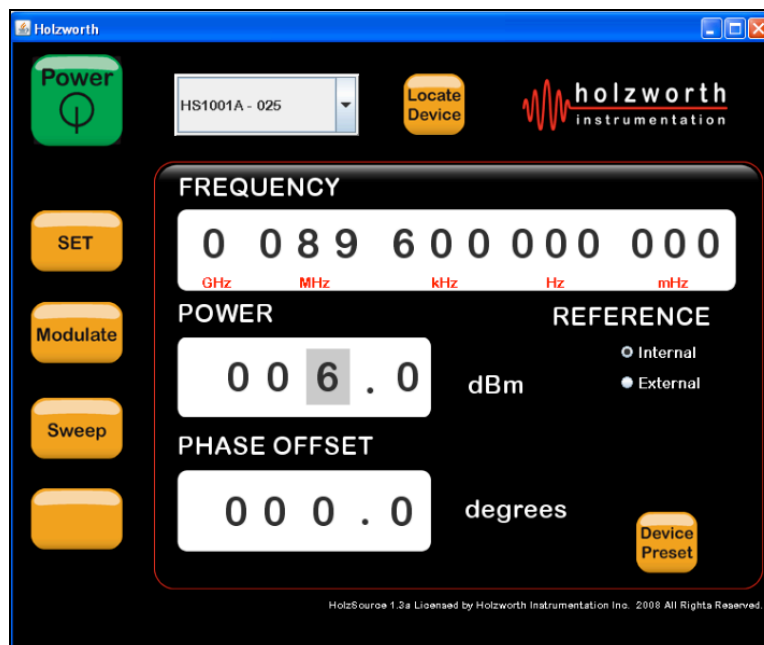 Holzworth
Power
HS1001A - 025
Locate
Device
holzworth
instrumentation
FREQUENCY
SET
0 089 600 000 000
GHz MHz kHz Hz mHz
POWER
REFERENCE
Modulate
Internal
006.0 dBm
External
Sweep
PHASE OFFSET
000.0 degrees
Device
Preset
HolzSource 1.3a Licensed by Holzworth Instrumentation Inc. 2008 All Rights Reserved.